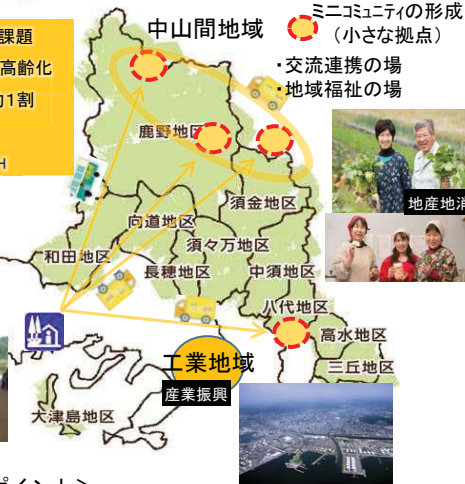 中山間地域
ミニコミュニティの形成
(小さな拠点)
・交流連携の場
・地域福祉の場
課題
高齢化
1割
鹿野地区
地産地消
須金地区
向道地区
須々万地区
和田地区
長穂地区
中須地区
八代地区
高水地区
工業地域
三丘地区
産業振興
大津島地区